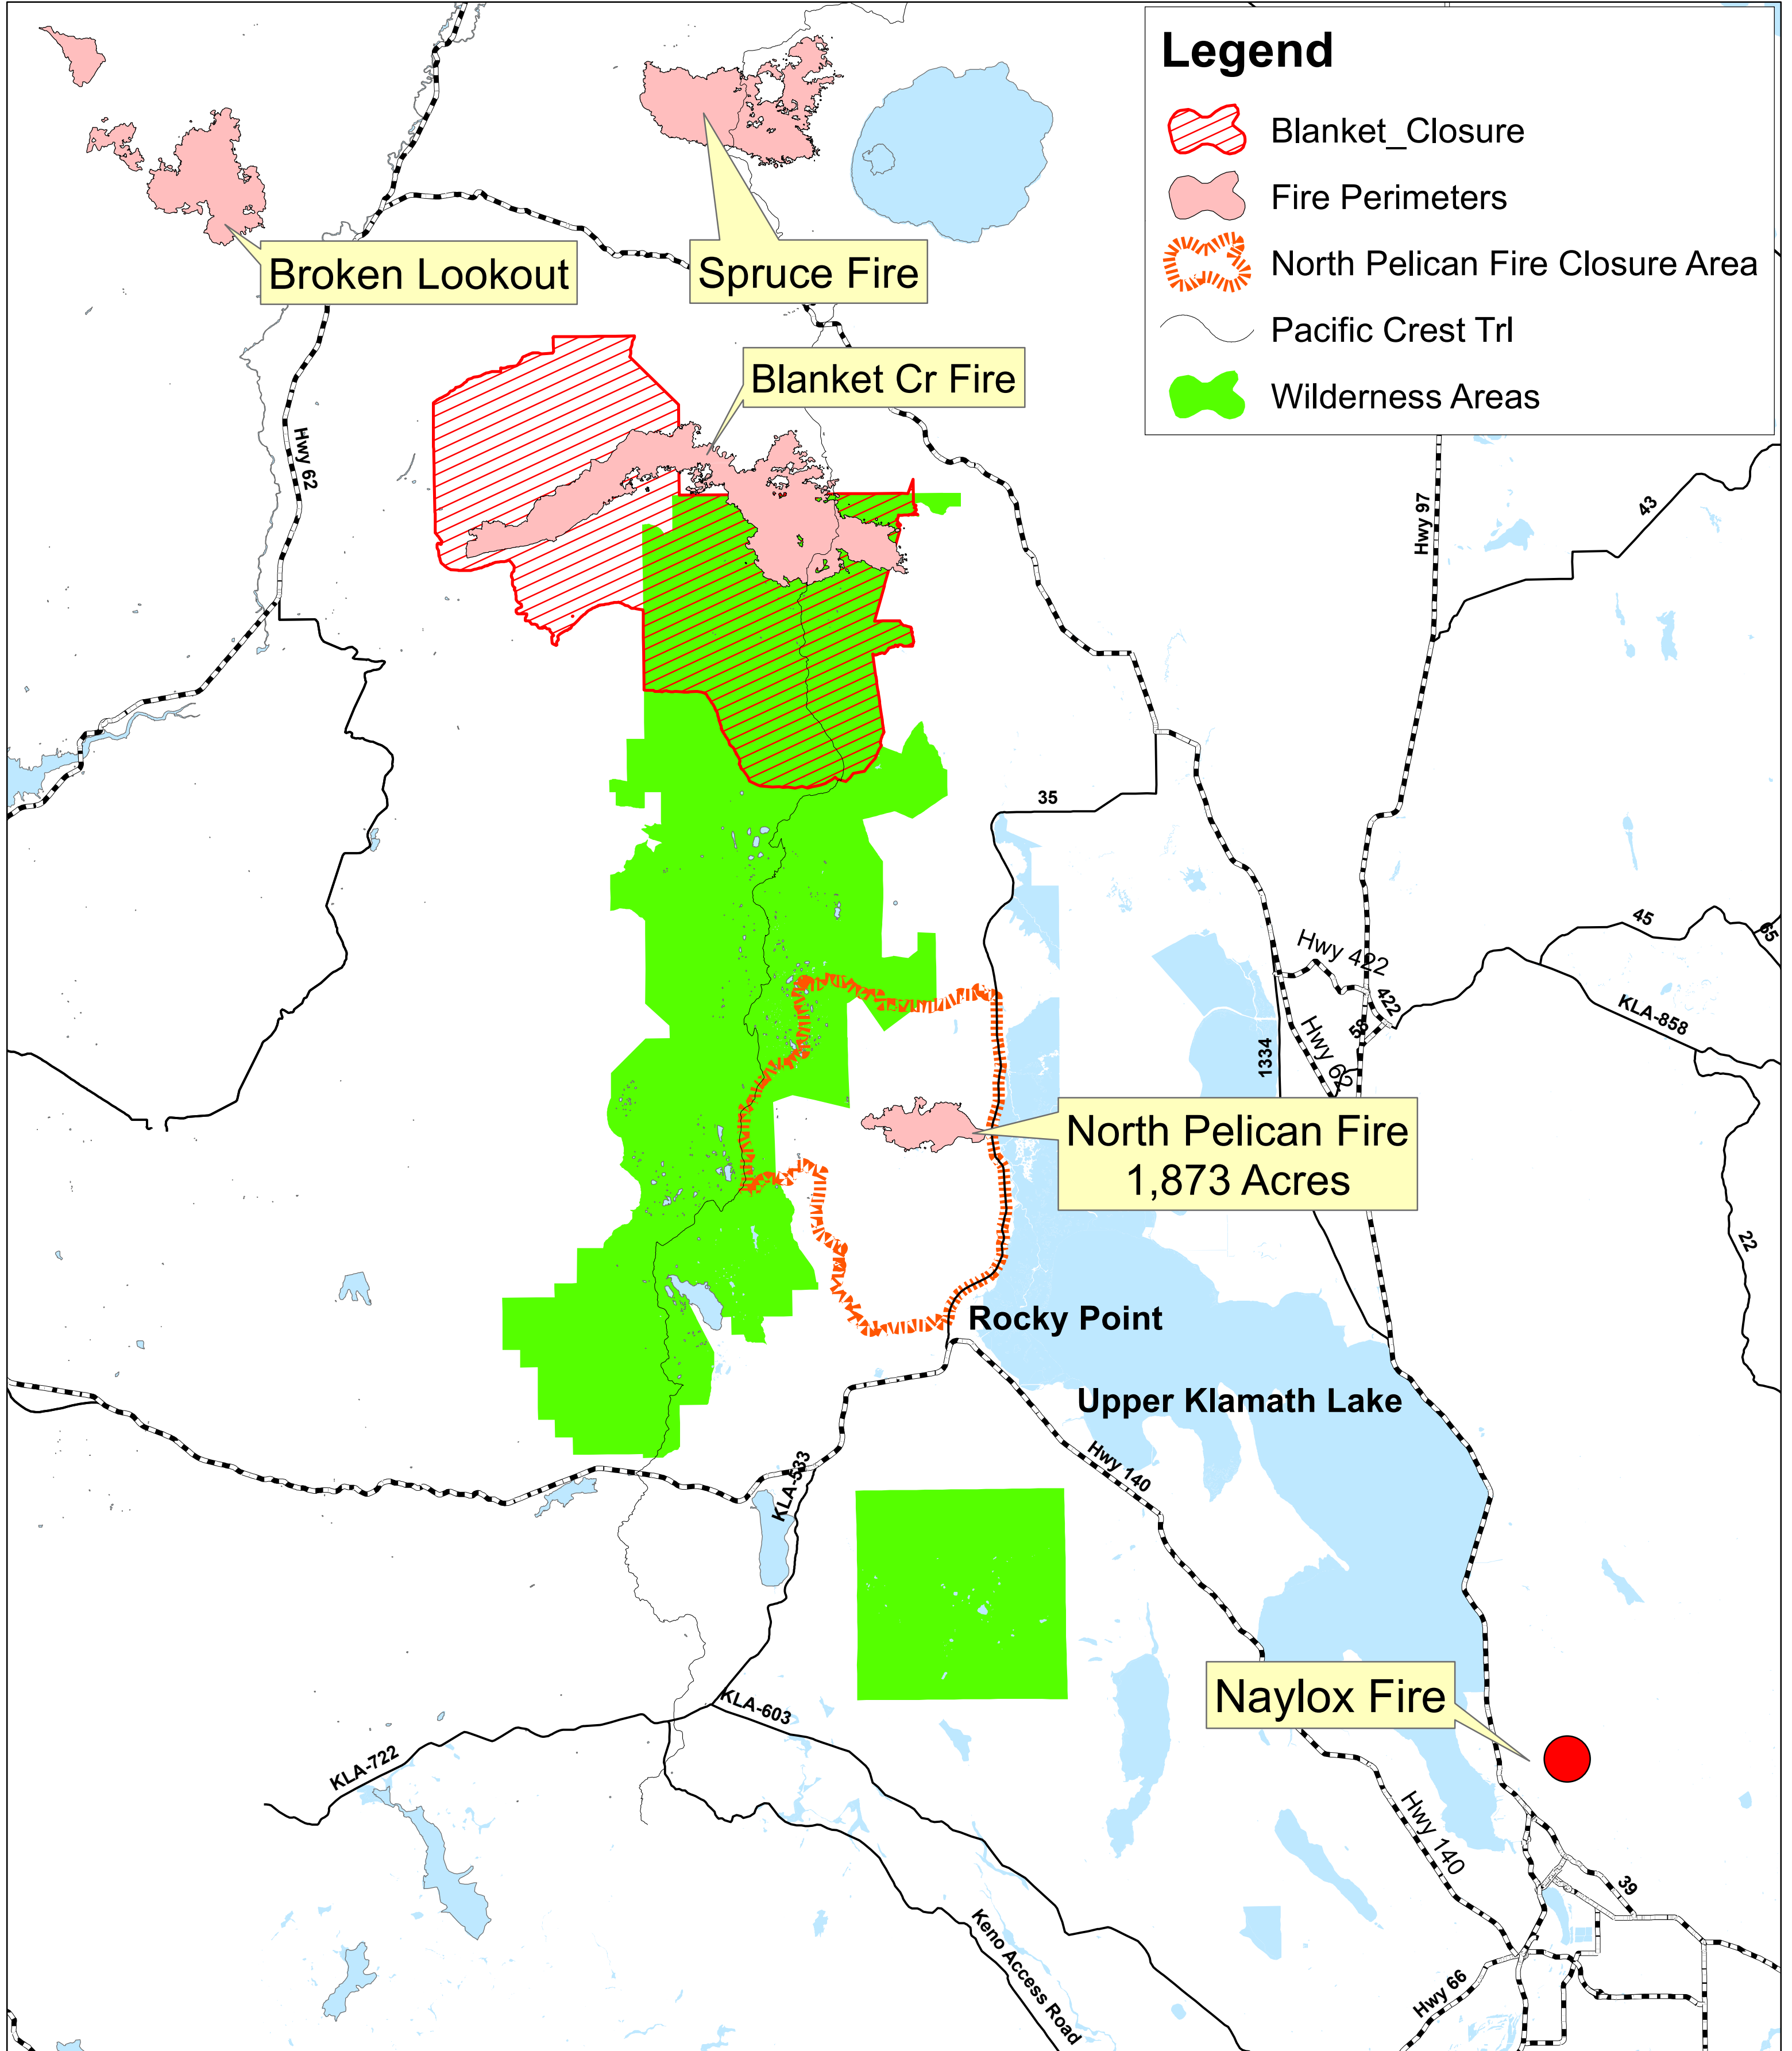 Legend
Blanket_Closure
Fire Perimeters
North Pelican Fire Closure Area
Pacific Crest Trl
Wilderness Areas
Broken Lookout
Spruce Fire
Blanket Cr Fire
Hwy 62
Hwy 97
43
35
45
65
Hwy 422
422
58
KLA-858
1334
Hwy 62
North Pelican Fire
1,873 Acres
22
Rocky Point
Upper Klamath Lake
Hwy 140
KLA-533
Naylox Fire
KLA-603
KLA-722
Hwy 140
39
Keno Access Road
Hwy 66